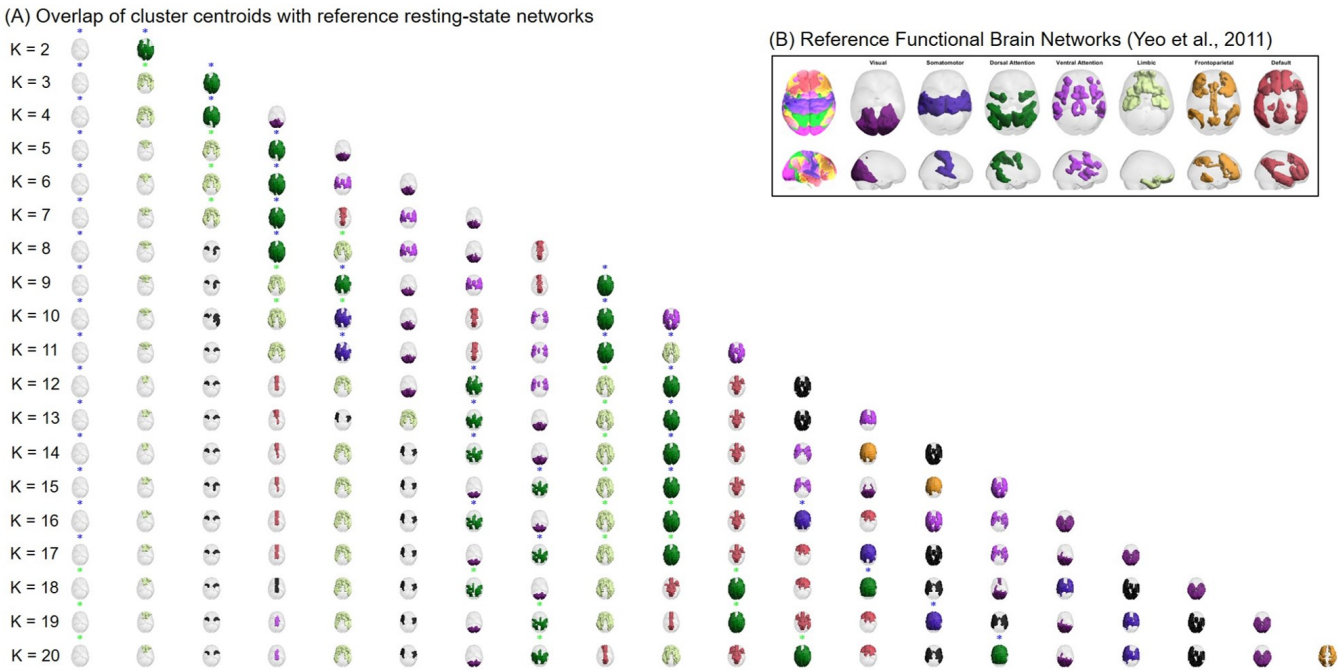 (A) Overlap of cluster centroids with reference resting-state networks
(B) Reference Functional Brain Networks (Yeo et al., 2011)
Visual Somatomotor Dorsal Attention Ventral Attention Limbic Frontoparietal Default
K = 2
K = 3
K = 4
K = 5
K = 6
K = 7
K = 8
K = 9
K = 10
K = 11
K = 12
K = 13
K = 14
K = 15
K = 16
K = 17
K = 18
K = 19
K = 20